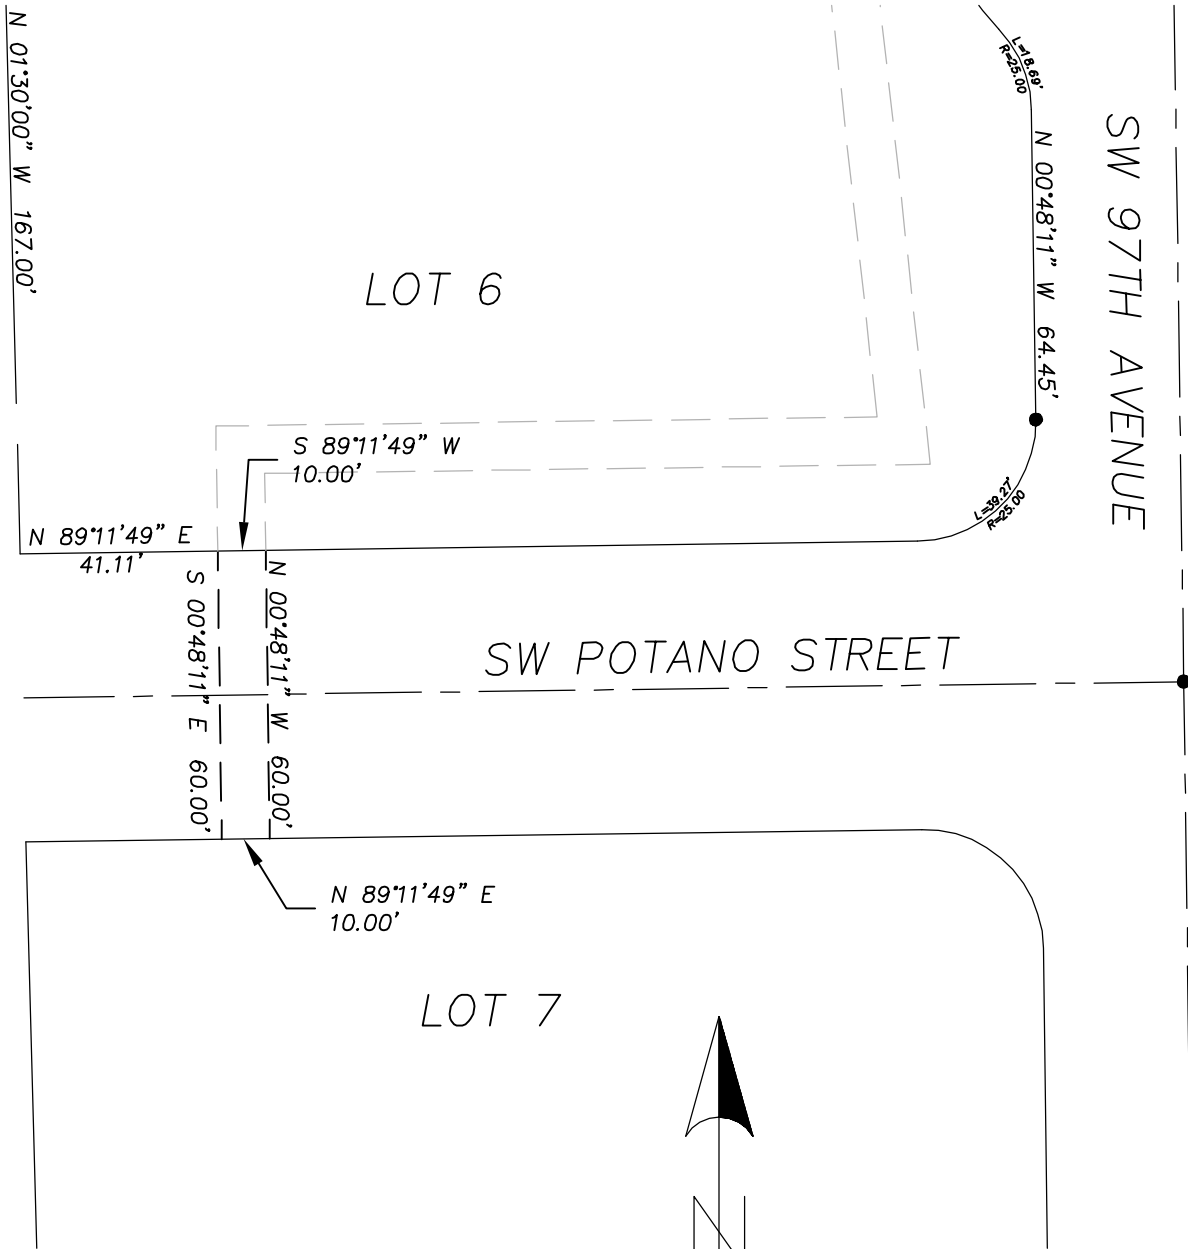 N 01°30'00" W 167.00'
L=18.69'
R=25.00
N 00°48'11" W 64.45'
SW 97TH AVENUE
LOT 6
S 89°11'49" W
10.00'
L=39.27'
R=25.00
N 89°11'49" E
41.11'
S 00°48'11" E 60.00'
N 00°48'11" W 60.00'
SW POTANO STREET
N 89°11'49" E
10.00'
LOT 7
N